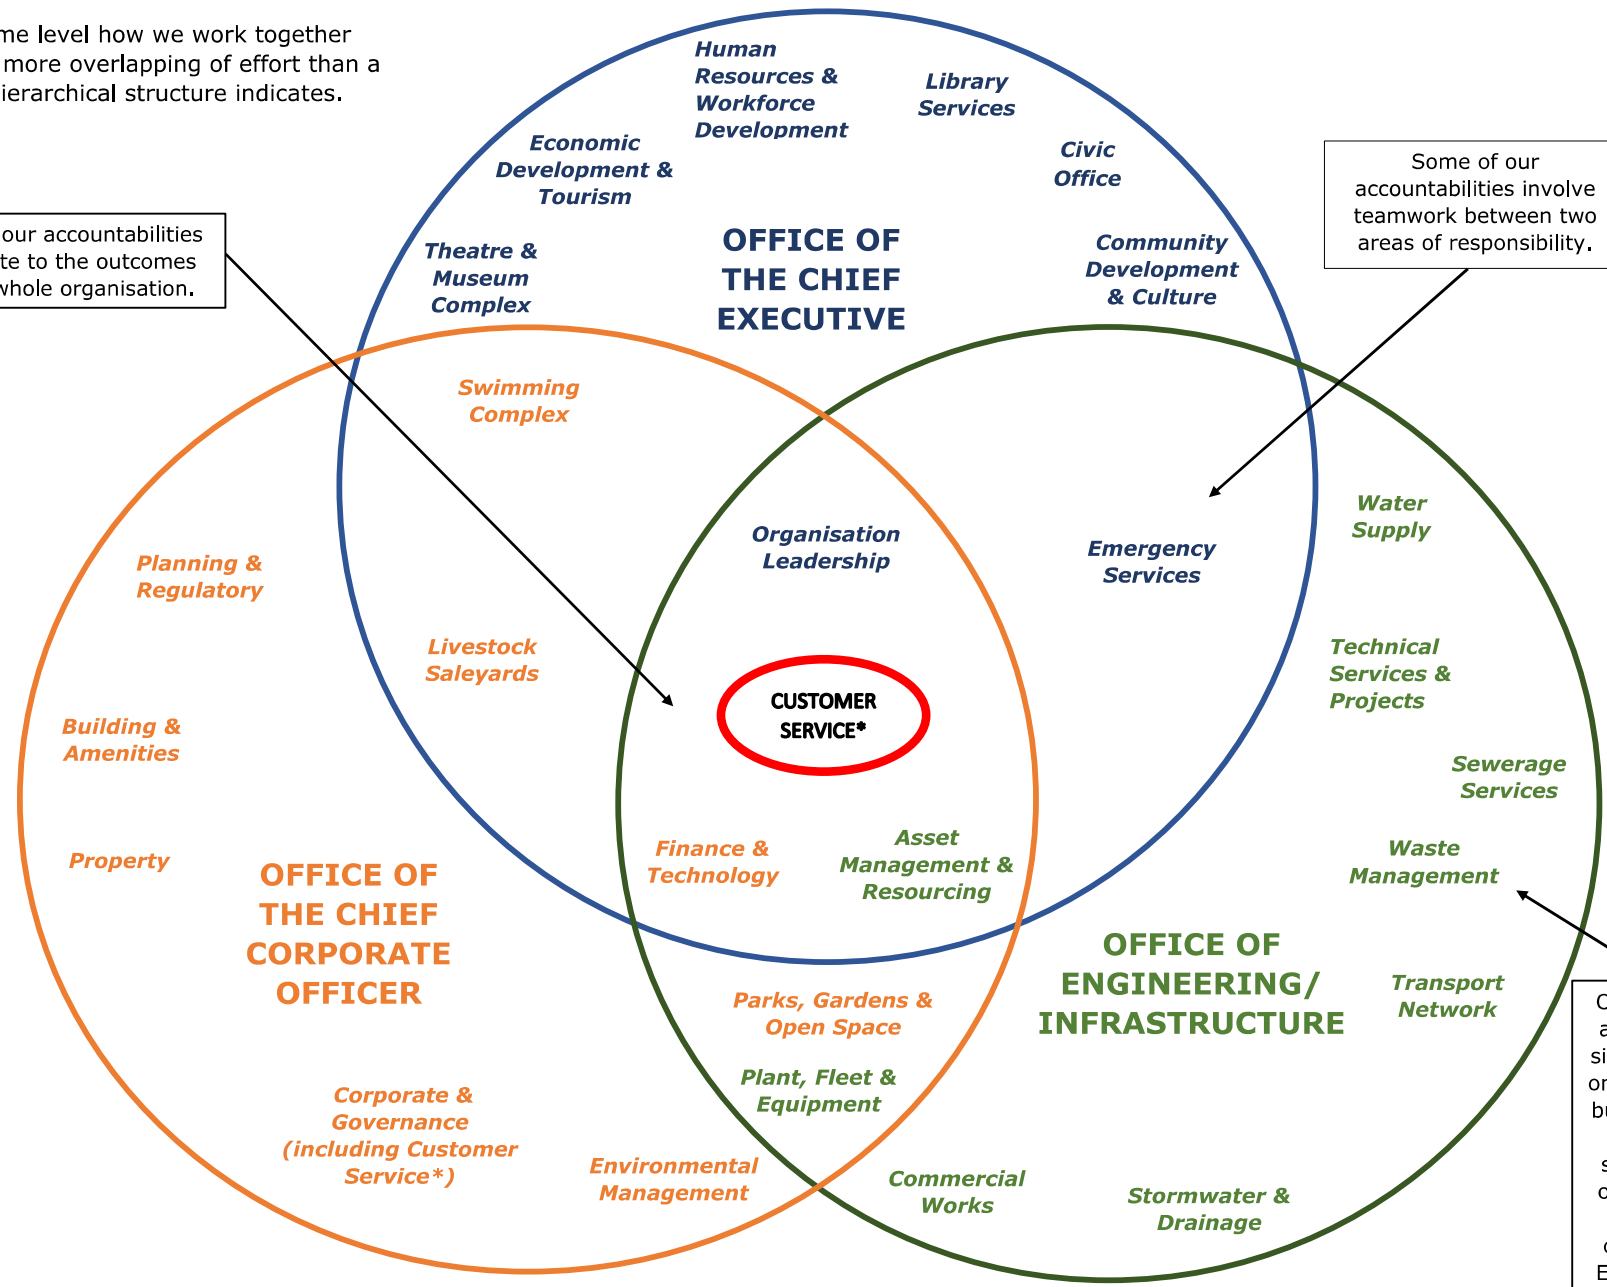 me level how we work together
more overlapping of effort than a
ierarchical structure indicates.
Human
Resources &
Workforce
Development
Library
Services
Economic
Development &
Tourism
Civic
Office
Some of our
accountabilities involve
teamwork between two
areas of responsibility.
our accountabilities
te to the outcomes
whole organisation.
Theatre &
Museum
Complex
OFFICE OF
THE CHIEF
EXECUTIVE
Community
Development
& Culture
Swimming
Complex
Organisation
Leadership
Emergency
Services
Water
Supply
Planning &
Regulatory
Livestock
Saleyards
Technical
Services &
Projects
CUSTOMER
SERVICE*
Building &
Amenities
Sewerage
Services
Property
Finance &
Technology
Asset
Management &
Resourcing
Waste
Management
OFFICE OF
THE CHIEF
CORPORATE
OFFICER
OFFICE OF
ENGINEERING/
INFRASTRUCTURE
Transport
Network
Parks, Gardens &
Open Space
Plant, Fleet &
Equipment
Corporate &
Governance
(including Customer
Service*)
Environmental
Management
Commercial
Works
Stormwater &
Drainage